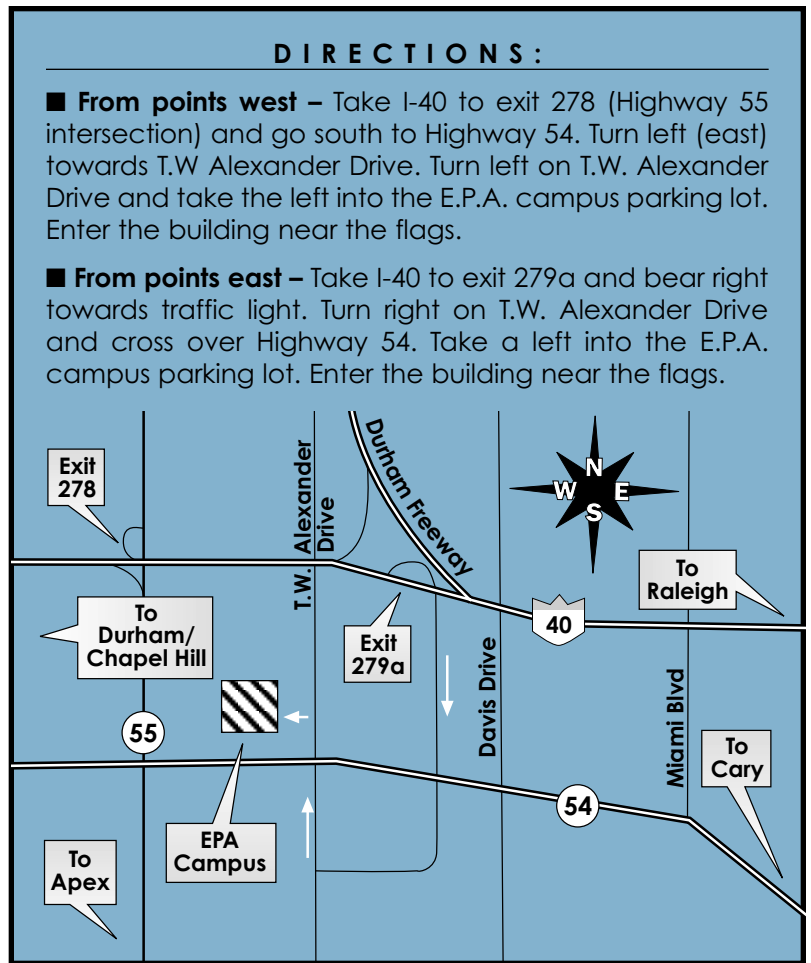 DIRECTIONS:
■ From points west – Take I-40 to exit 278 (Highway 55
intersection) and go south to Highway 54. Turn left (east)
towards T.W Alexander Drive. Turn left on T.W. Alexander
Drive and take the left into the E.P.A. campus parking lot.
Enter the building near the flags.
■ From points east – Take I-40 to exit 279a and bear right
towards traffic light. Turn right on T.W. Alexander Drive
and cross over Highway 54. Take a left into the E.P.A.
campus parking lot. Enter the building near the flags.
Exit
278
T.W. Alexander
Drive
Durham Freeway
N
W E
S
To
Raleigh
To
Durham/
Chapel Hill
Exit
279a
40
Davis Drive
Miami Blvd
55
To
Cary
54
EPA
Campus
To
Apex